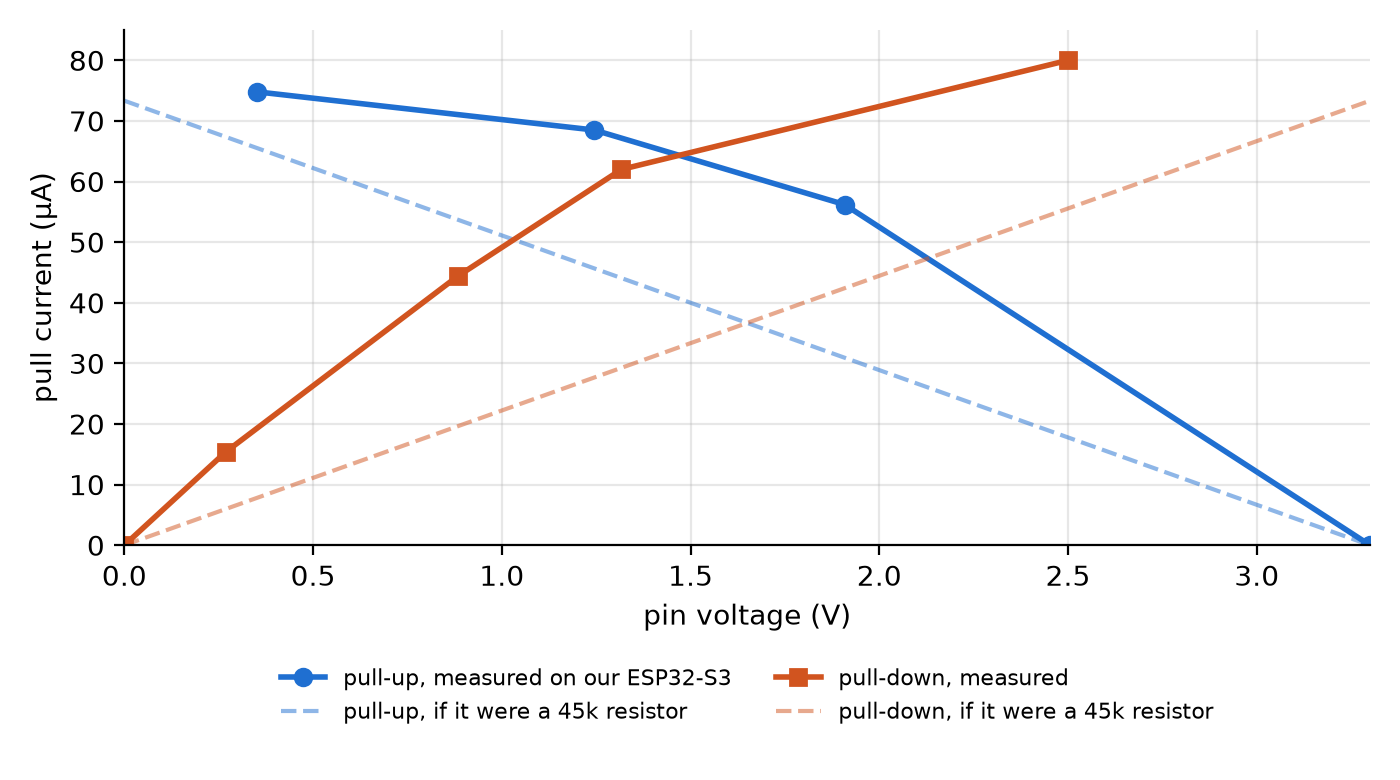 80
70
60
50
40
30
20
10
0
pull current (µA)
0.0 0.5 1.0 1.5 2.0 2.5 3.0
pin voltage (V)
pull-up, measured on our ESP32-S3
pull-down, measured
pull-up, if it were a 45k resistor
pull-down, if it were a 45k resistor